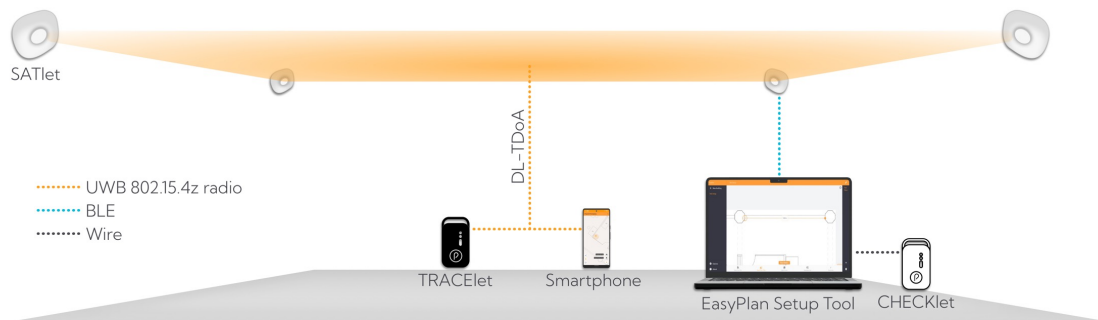 SATlet
DL-TDoA
UWB 802.15.4z radio
BLE
Wire
TRACElet
Smartphone
EasyPlan Setup Tool
CHECKlet